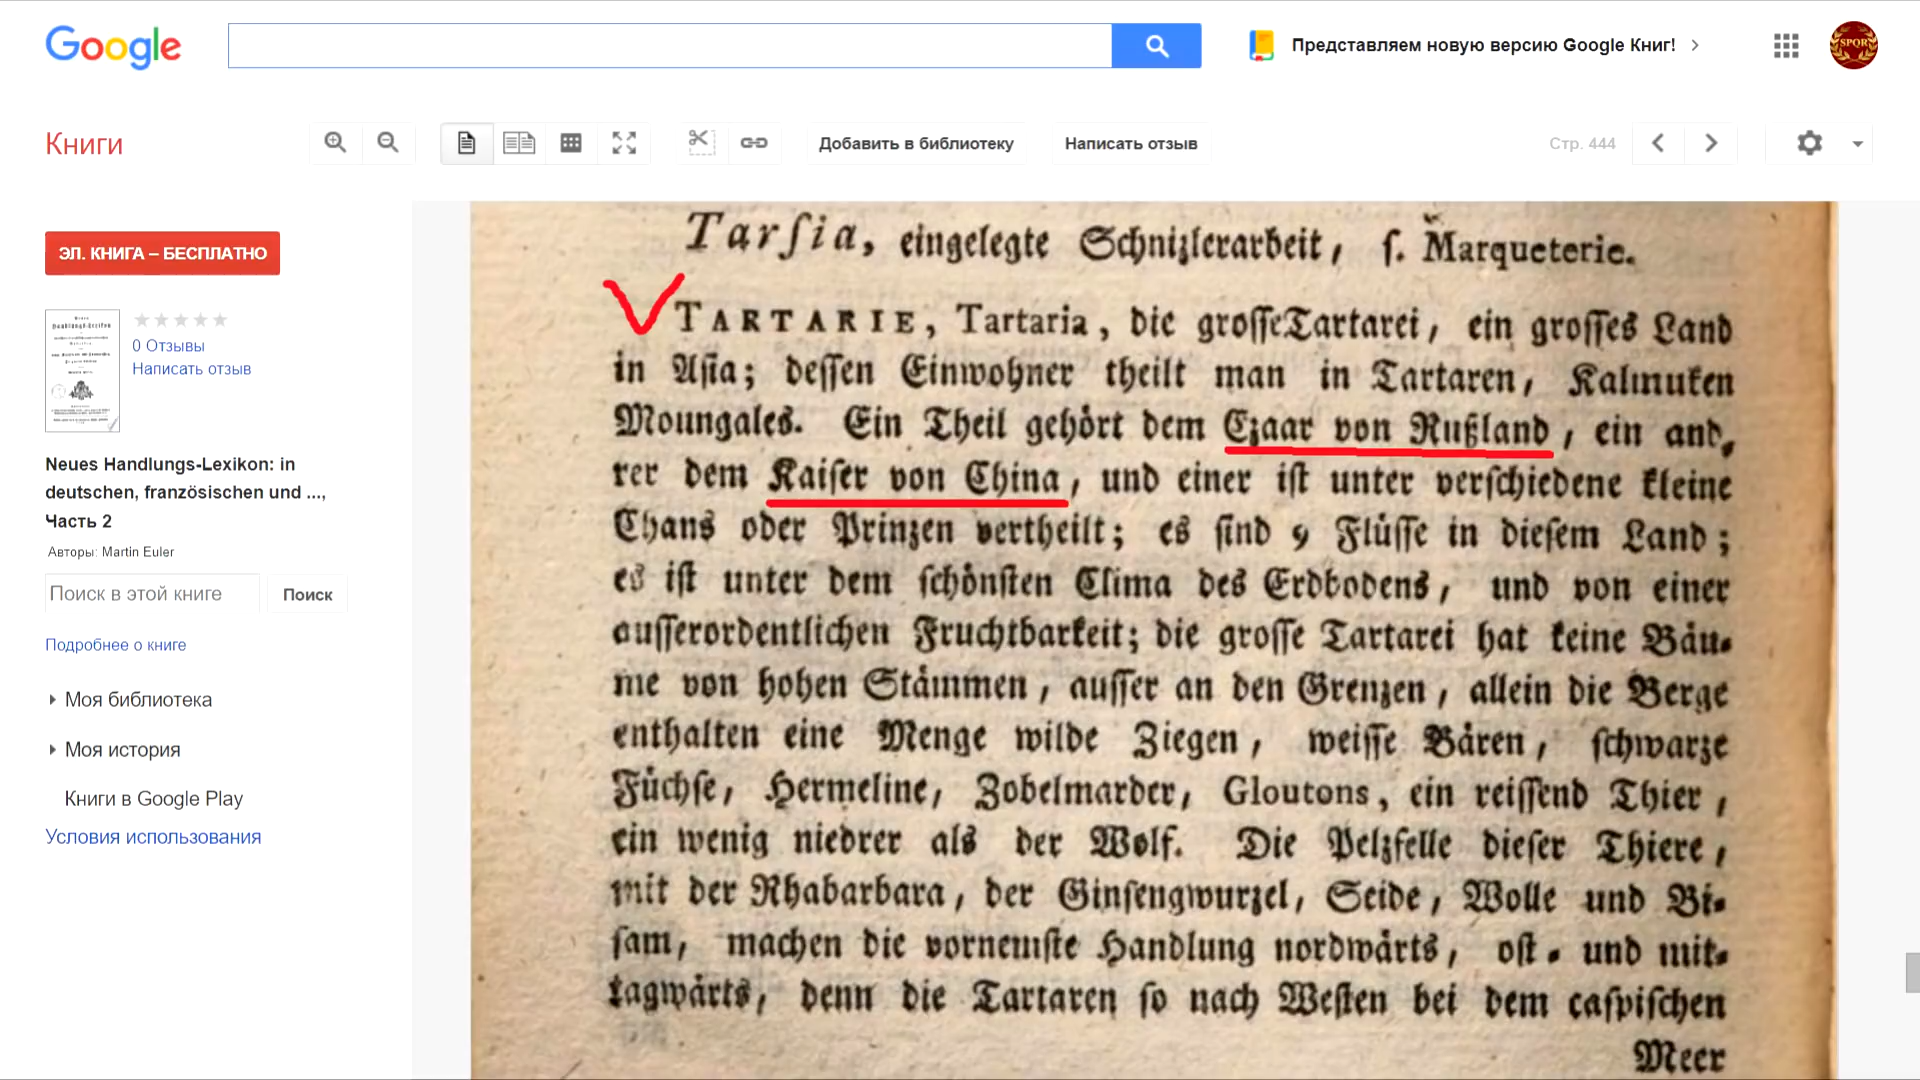 Google
Представляем новую версию Google Книг!
SPQR
Книги
Добавить в библиотеку
Написать отзыв
Стр. 444
ЭЛ. КНИГА – БЕСПЛАТНО
0 Отзывы
Написать отзыв
Neues Handlungs-Lexikon: in
deutschen, französischen und ...,
Часть 2
Авторы: Martin Euler
Поиск в этой книге
Поиск
Подробнее о книге
Моя библиотека
Моя история
Книги в Google Play
Условия использования
Tarſia, eingelegte Schnizlerarbeit, ſ. Marqueterie.
TARTARIE, Tartaria, die groſſe Tartarei, ein groſſes Land
in Aſia; deſſen Einwohner theilt man in Tartaren, Kalmuken
Moungales. Ein Theil gehört dem Czaar von Rußland, ein and-
rer dem Kaiſer von China, und einer iſt unter verſchiedene kleine
Chans oder Prinzen vertheilt; es ſind 9 Flüſſe in dieſem Land;
es iſt unter dem ſchönſten Clima des Erdbodens, und von einer
auſſerordentlichen Fruchtbarkeit; die groſſe Tartarei hat keine Bäu-
me von hohen Stämmen, auſſer an den Grenzen, allein die Berge
enthalten eine Menge wilde Ziegen, weiſſe Bären, ſchwarze
Füchſe, Hermeline, Zobelmarder, Gloutons, ein reiſſend Thier,
ein wenig niedrer als der Wolf. Die Pelzfelle dieſer Thiere,
mit der Rhabarbara, der Ginſengwurzel, Seide, Wolle und Bi-
ſam, machen die vornemſte Handlung nordwärts, oſt- und mit-
tagwärts, denn die Tartaren ſo nach Weſten bei dem caſpiſchen
Meer